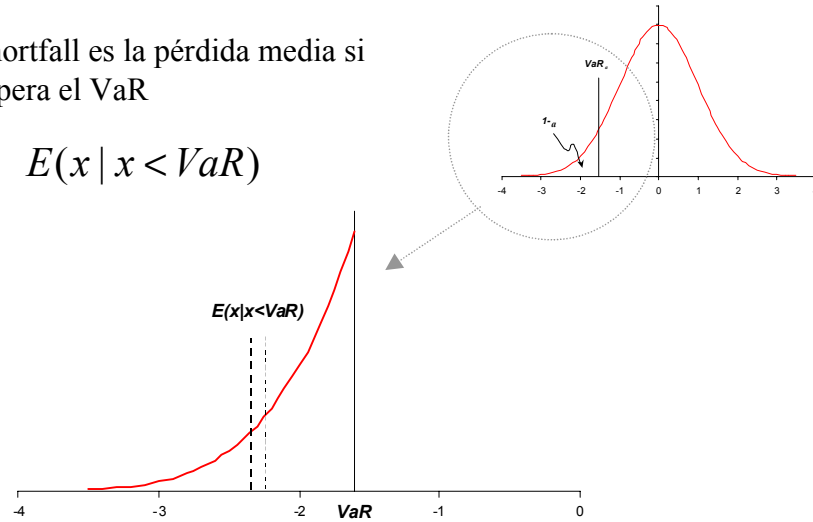 ortfall es la pérdida media si
pera el VaR
E(x | x < VaR)
VaR a
1-a
-4 -3 -2 -1 0 1 2 3
E(x|x<VaR)
-4 -3 -2 VaR -1 0